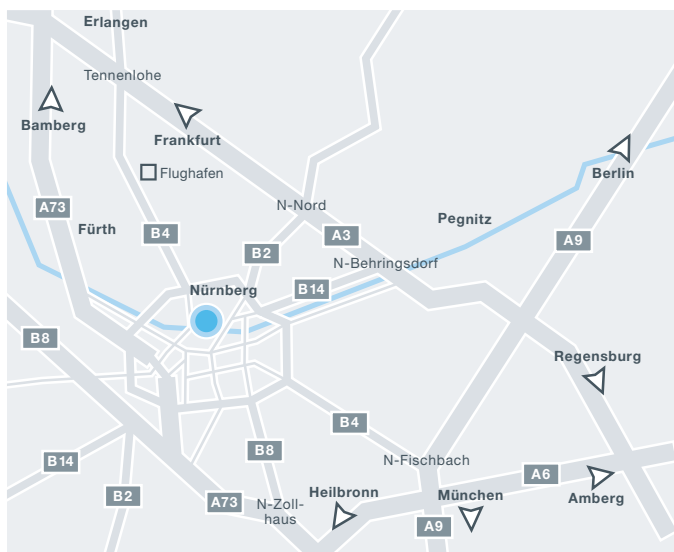 Erlangen
Tennenlohe
Bamberg
Frankfurt
Flughafen
Berlin
A73
N-Nord
Fürth
B4
Pegnitz
A3
A9
B2
N-Behringsdorf
Nürnberg
B14
B8
Regensburg
B4
B8
N-Fischbach
B14
A6
Heilbronn
München
Amberg
B2
A73
N-Zoll-
haus
A9